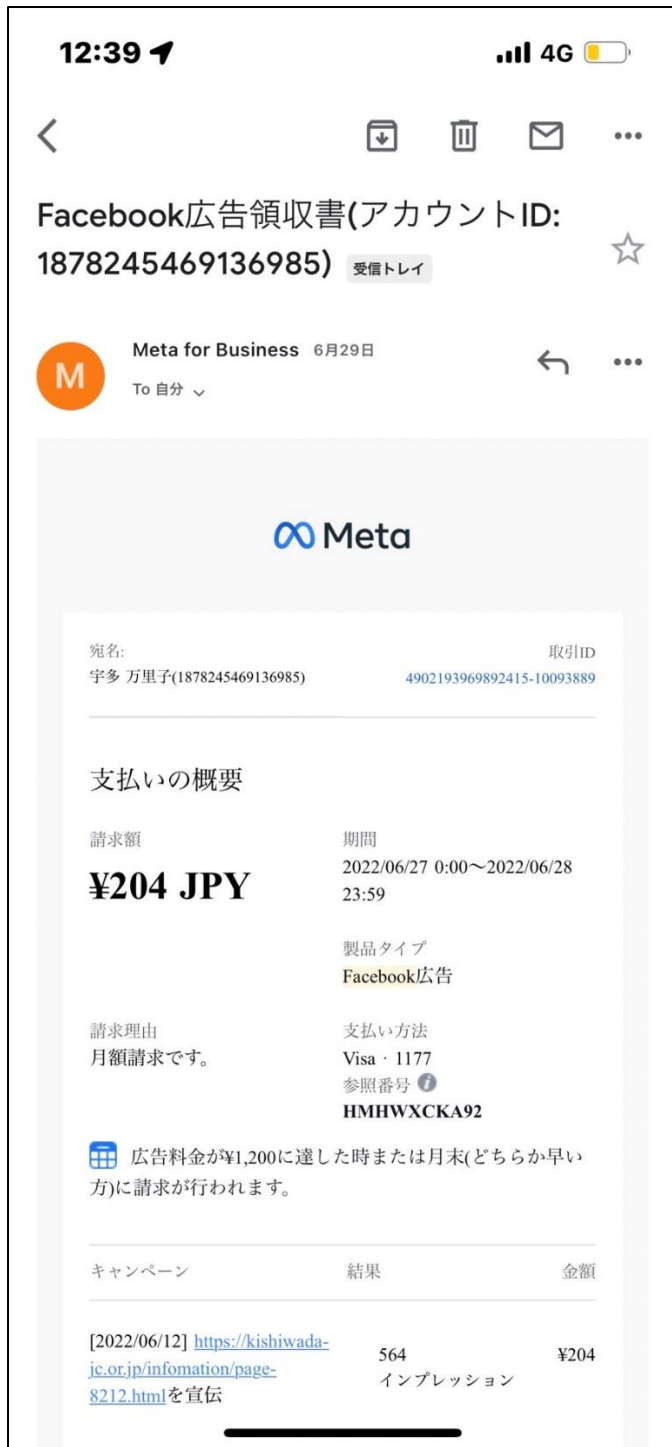 12:39
4G
Facebook広告領収書(アカウントID:
1878245469136985) 受信トレイ
M
Meta for Business 6月29日
To 自分
Meta
宛名:
宇多 万里子(1878245469136985)
取引ID
4902193969892415-10093889
支払いの概要
請求額
¥204 JPY
期間
2022/06/27 0:00〜2022/06/28
23:59
製品タイプ
Facebook広告
請求理由
月額請求です。
支払い方法
Visa · 1177
参照番号
HMHWXCKA92
広告料金が¥1,200に達した時または月末(どちらか早い
方)に請求が行われます。
キャンペーン 結果 金額
[2022/06/12] https://kishiwada-
jc.or.jp/infomation/page-
8212.htmlを宣伝
564
インプレッション
¥204